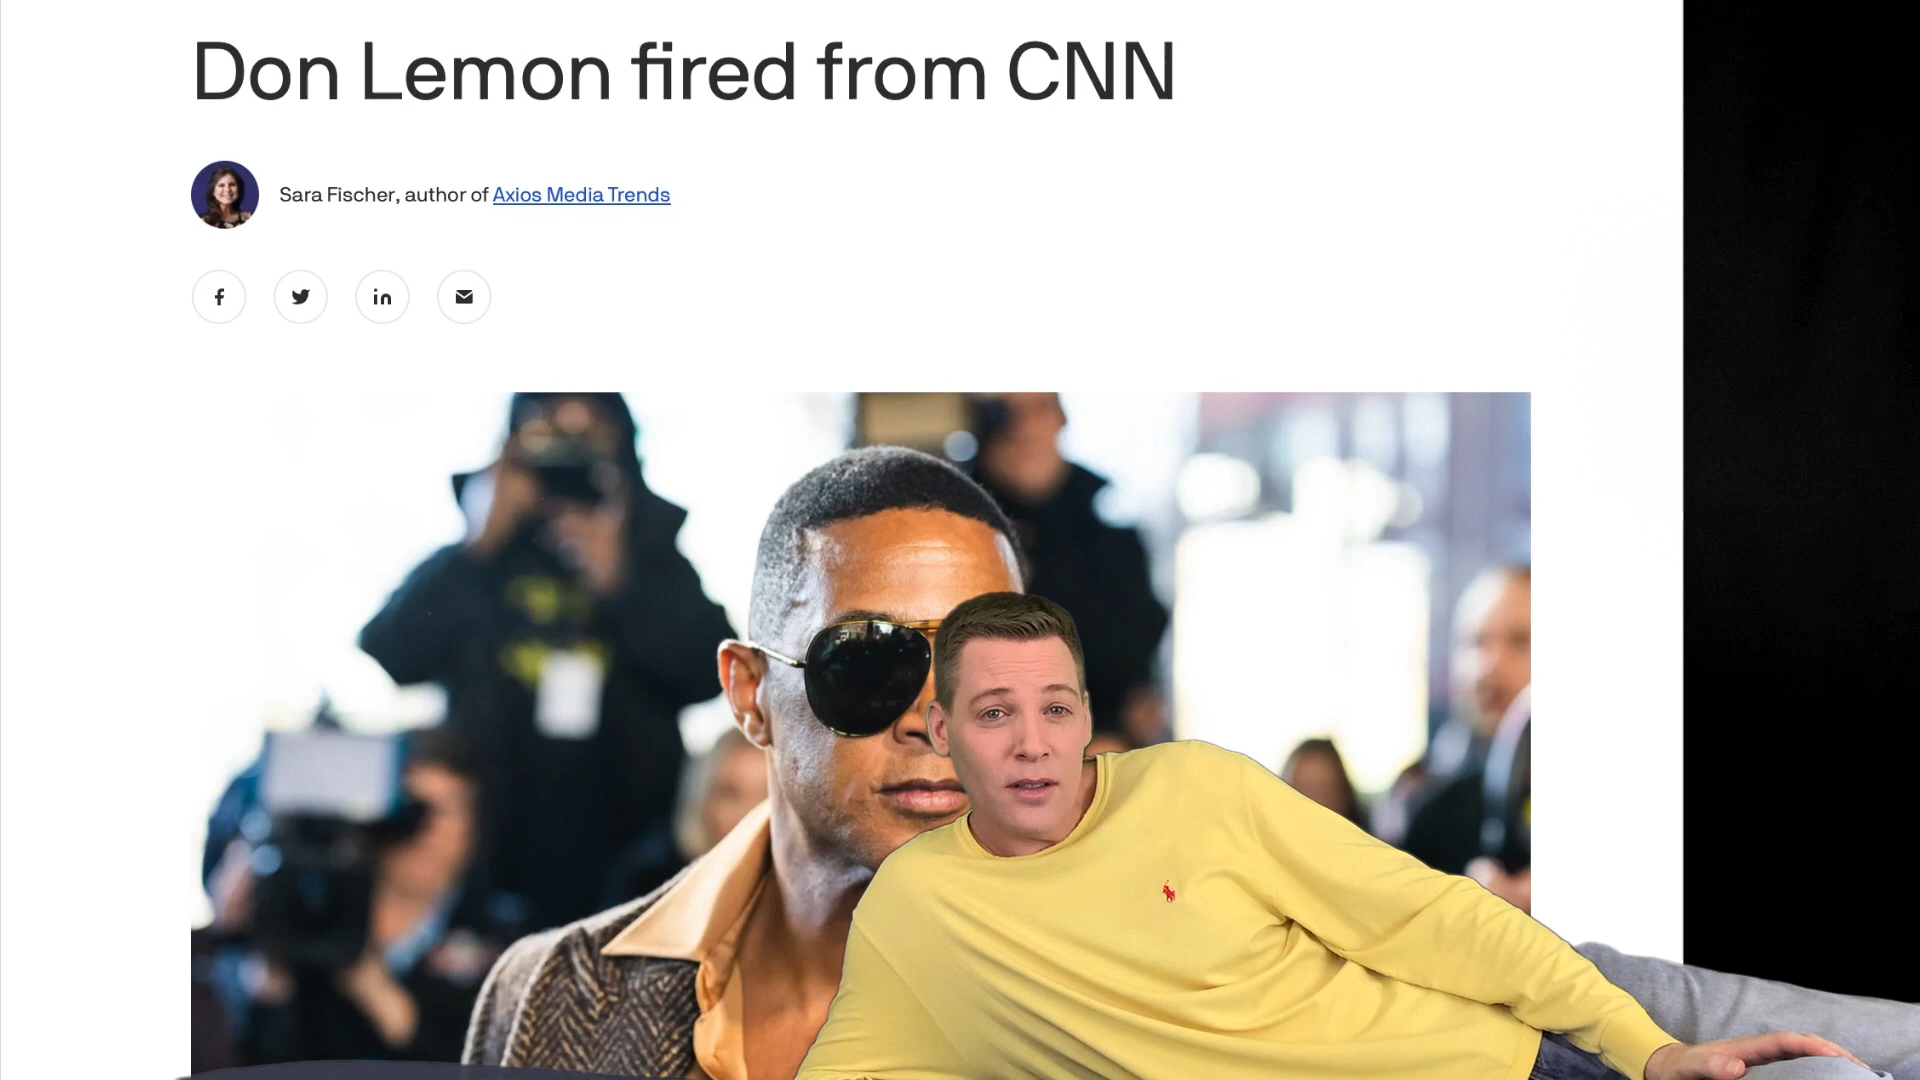 Don Lemon fired from CNN
Sara Fischer, author of Axios Media Trends